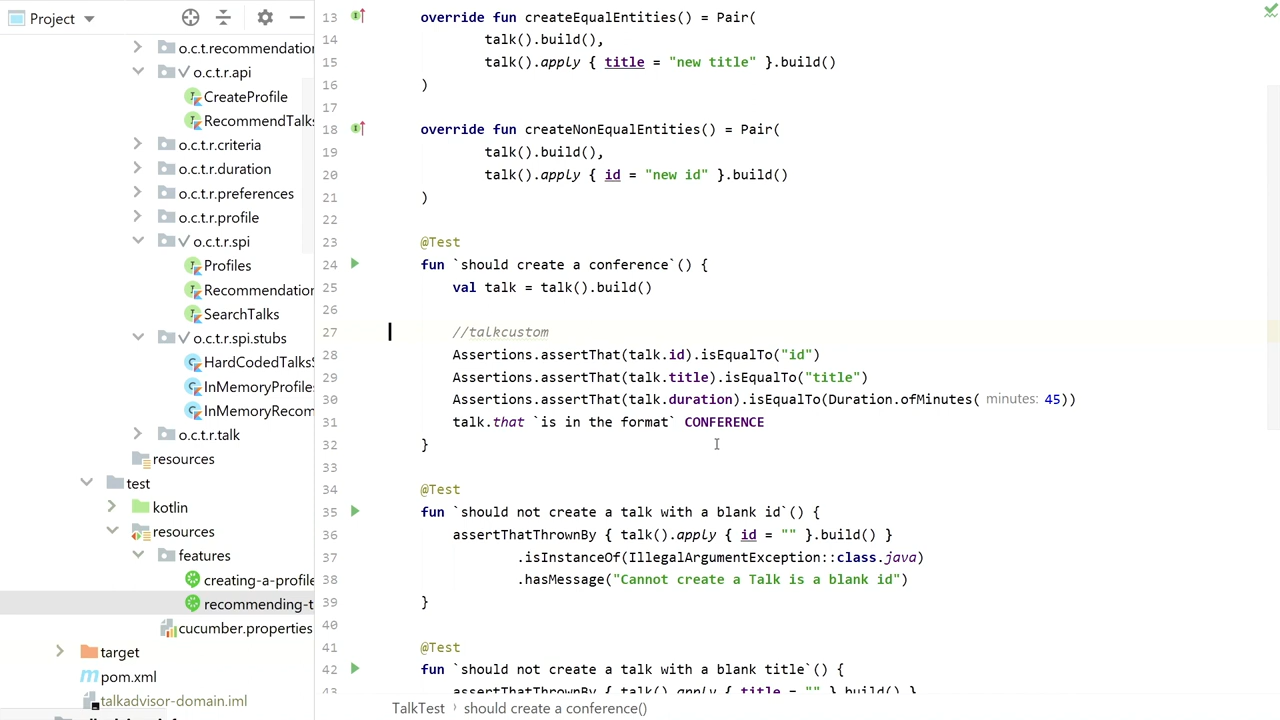 Project
o.c.t.recommendation
o.c.t.r.api
CreateProfile
RecommendTalks
o.c.t.r.criteria
o.c.t.r.duration
o.c.t.r.preferences
o.c.t.r.profile
o.c.t.r.spi
Profiles
Recommendation
SearchTalks
o.c.t.r.spi.stubs
HardCodedTalks
InMemoryProfiles
InMemoryRecom
o.c.t.r.talk
resources
test
kotlin
resources
features
creating-a-profile
recommending-t
cucumber.properties
target
pom.xml
talkadvisor-domain.iml
13 override fun createEqualEntities() = Pair(
14 talk().build(),
15 talk().apply { title = "new title" }.build()
16 )
17
18 override fun createNonEqualEntities() = Pair(
19 talk().build(),
20 talk().apply { id = "new id" }.build()
21 )
22
23 @Test
24 fun `should create a conference`() {
25 val talk = talk().build()
26
27 //talkcustom
28 Assertions.assertThat(talk.id).isEqualTo("id")
29 Assertions.assertThat(talk.title).isEqualTo("title")
30 Assertions.assertThat(talk.duration).isEqualTo(Duration.ofMinutes( minutes: 45))
31 talk.that `is in the format` CONFERENCE
32 }
33
34 @Test
35 fun `should not create a talk with a blank id`() {
36 assertThatThrownBy { talk().apply { id = "" }.build() }
37 .isInstanceOf(IllegalArgumentException::class.java)
38 .hasMessage("Cannot create a Talk is a blank id")
39 }
40
41 @Test
42 fun `should not create a talk with a blank title`() {
43 assertThatThrownBy { talk().apply { title = "" }.build() }
TalkTest › should create a conference()